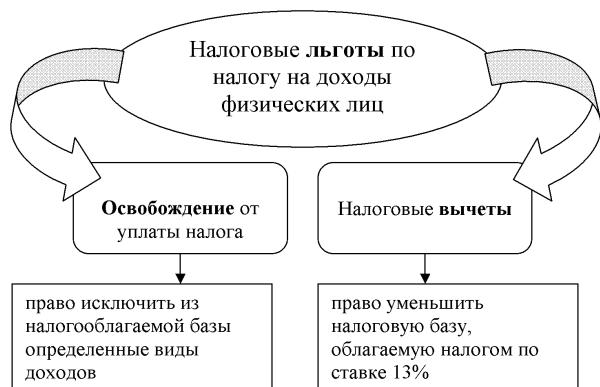 Налоговые льготы по
налогу на доходы
физических лиц
Освобождение от
уплаты налога
Налоговые вычеты
право исключить из
налогооблагаемой базы
определенные виды
доходов
право уменьшить
налоговую базу,
облагаемую налогом по
ставке 13%